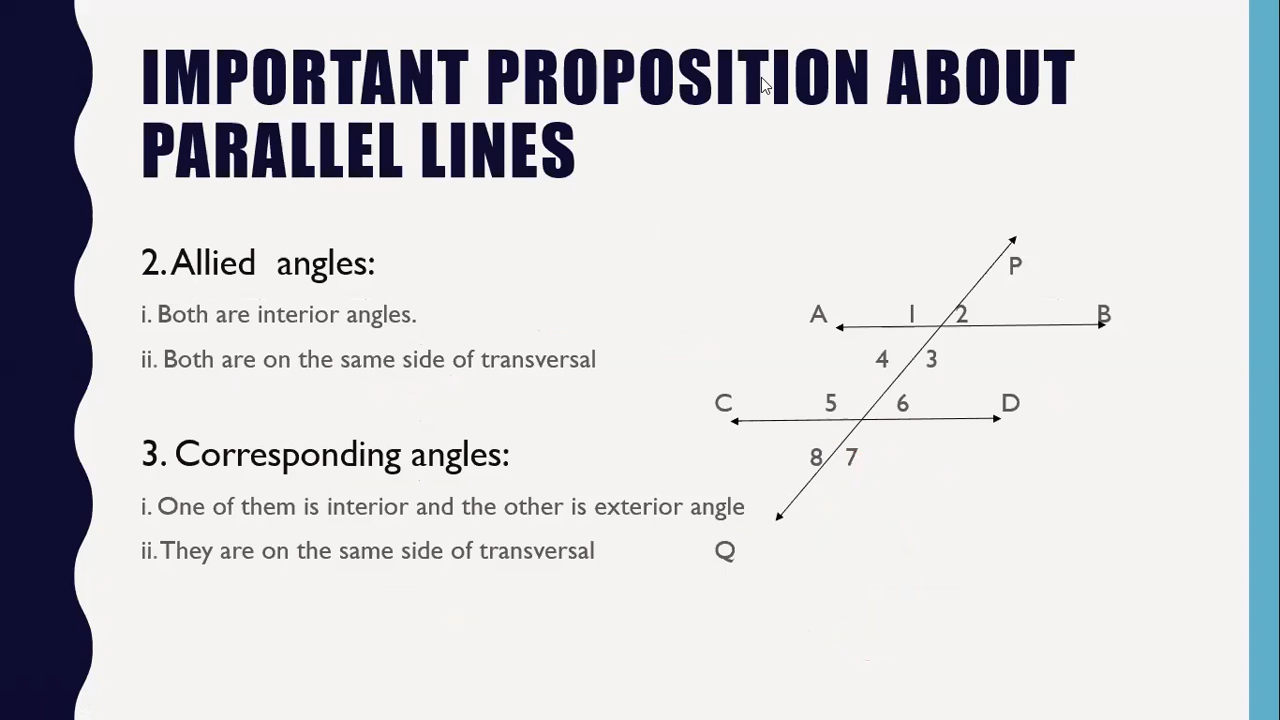 IMPORTANT PROPOSITION ABOUT
PARALLEL LINES
2. Allied angles:
i. Both are interior angles.
ii. Both are on the same side of transversal
3. Corresponding angles:
i. One of them is interior and the other is exterior angle
ii. They are on the same side of transversal
P
A 1 2 B
4 3
C 5 6 D
8 7
Q